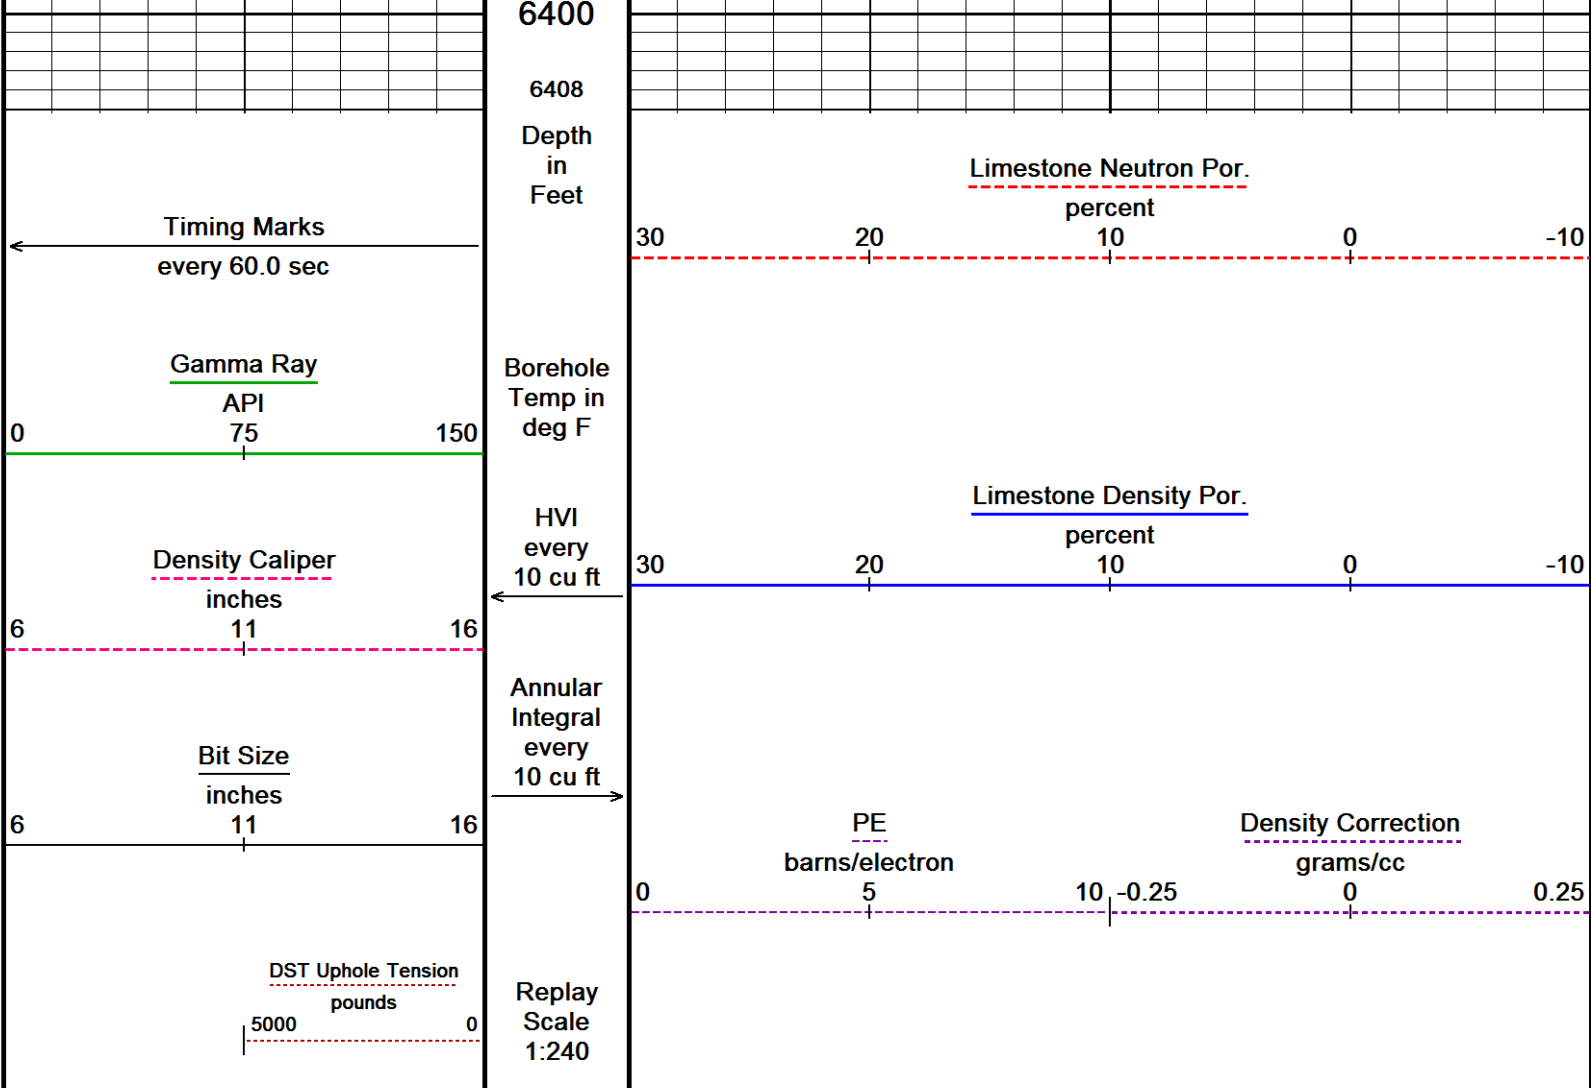 6400
6408
Depth
in
Feet
Timing Marks
every 60.0 sec
Gamma Ray
API
0 75 150
Density Caliper
inches
6 11 16
Bit Size
inches
6 11 16
DST Uphole Tension
pounds
5000 0
Borehole
Temp in
deg F
HVI
every
10 cu ft
Annular
Integral
every
10 cu ft
Replay
Scale
1:240
Limestone Neutron Por.
percent
30 20 10 0 -10
Limestone Density Por.
percent
30 20 10 0 -10
PE
barns/electron
0 5 10
Density Correction
grams/cc
-0.25 0 0.25